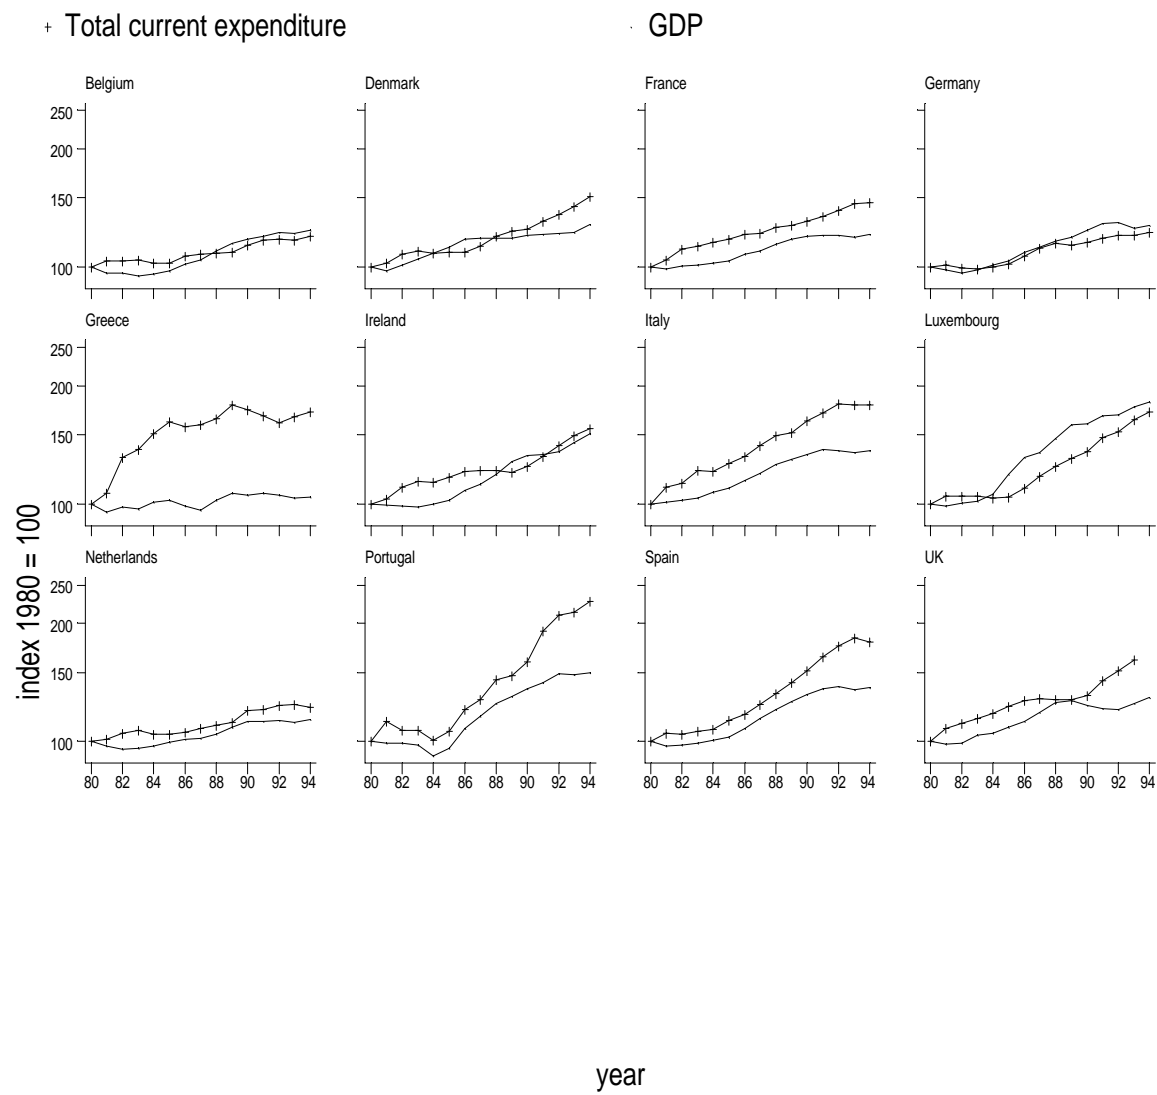 + Total current expenditure
· GDP
Belgium
Denmark
France
Germany
250
200
150
100
Greece
Ireland
Italy
Luxembourg
250
200
150
100
index 1980 = 100
Netherlands
Portugal
Spain
UK
250
200
150
100
80 82 84 86 88 90 92 94
80 82 84 86 88 90 92 94
80 82 84 86 88 90 92 94
80 82 84 86 88 90 92 94
year